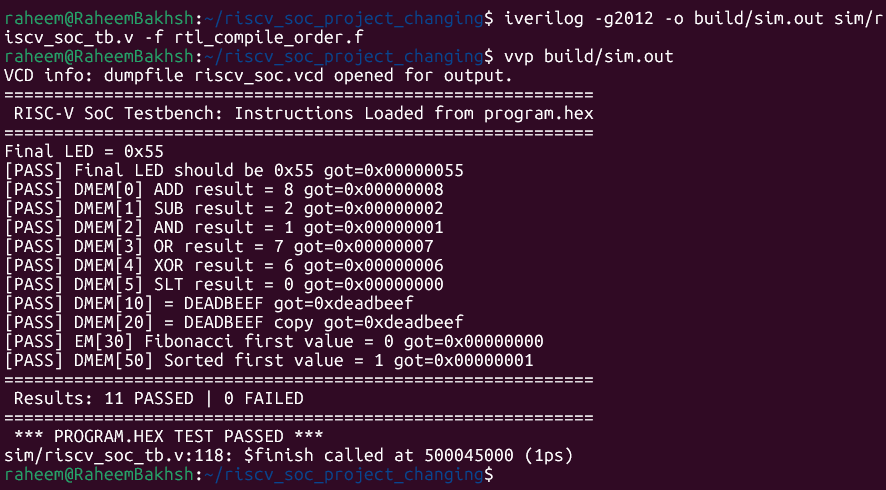 raheem@RaheemBakhsh:~/riscv_soc_project_changing$ iverilog -g2012 -o build/sim.out sim/r
iscv_soc_tb.v -f rtl_compile_order.f
raheem@RaheemBakhsh:~/riscv_soc_project_changing$ vvp build/sim.out
VCD info: dumpfile riscv_soc.vcd opened for output.
===========================================================
 RISC-V SoC Testbench: Instructions Loaded from program.hex
===========================================================
Final LED = 0x55
[PASS] Final LED should be 0x55 got=0x00000055
[PASS] DMEM[0] ADD result = 8 got=0x00000008
[PASS] DMEM[1] SUB result = 2 got=0x00000002
[PASS] DMEM[2] AND result = 1 got=0x00000001
[PASS] DMEM[3] OR result = 7 got=0x00000007
[PASS] DMEM[4] XOR result = 6 got=0x00000006
[PASS] DMEM[5] SLT result = 0 got=0x00000000
[PASS] DMEM[10] = DEADBEEF got=0xdeadbeef
[PASS] DMEM[20] = DEADBEEF copy got=0xdeadbeef
[PASS] EM[30] Fibonacci first value = 0 got=0x00000000
[PASS] DMEM[50] Sorted first value = 1 got=0x00000001
===========================================================
 Results: 11 PASSED | 0 FAILED
===========================================================
 *** PROGRAM.HEX TEST PASSED ***
sim/riscv_soc_tb.v:118: $finish called at 500045000 (1ps)
raheem@RaheemBakhsh:~/riscv_soc_project_changing$